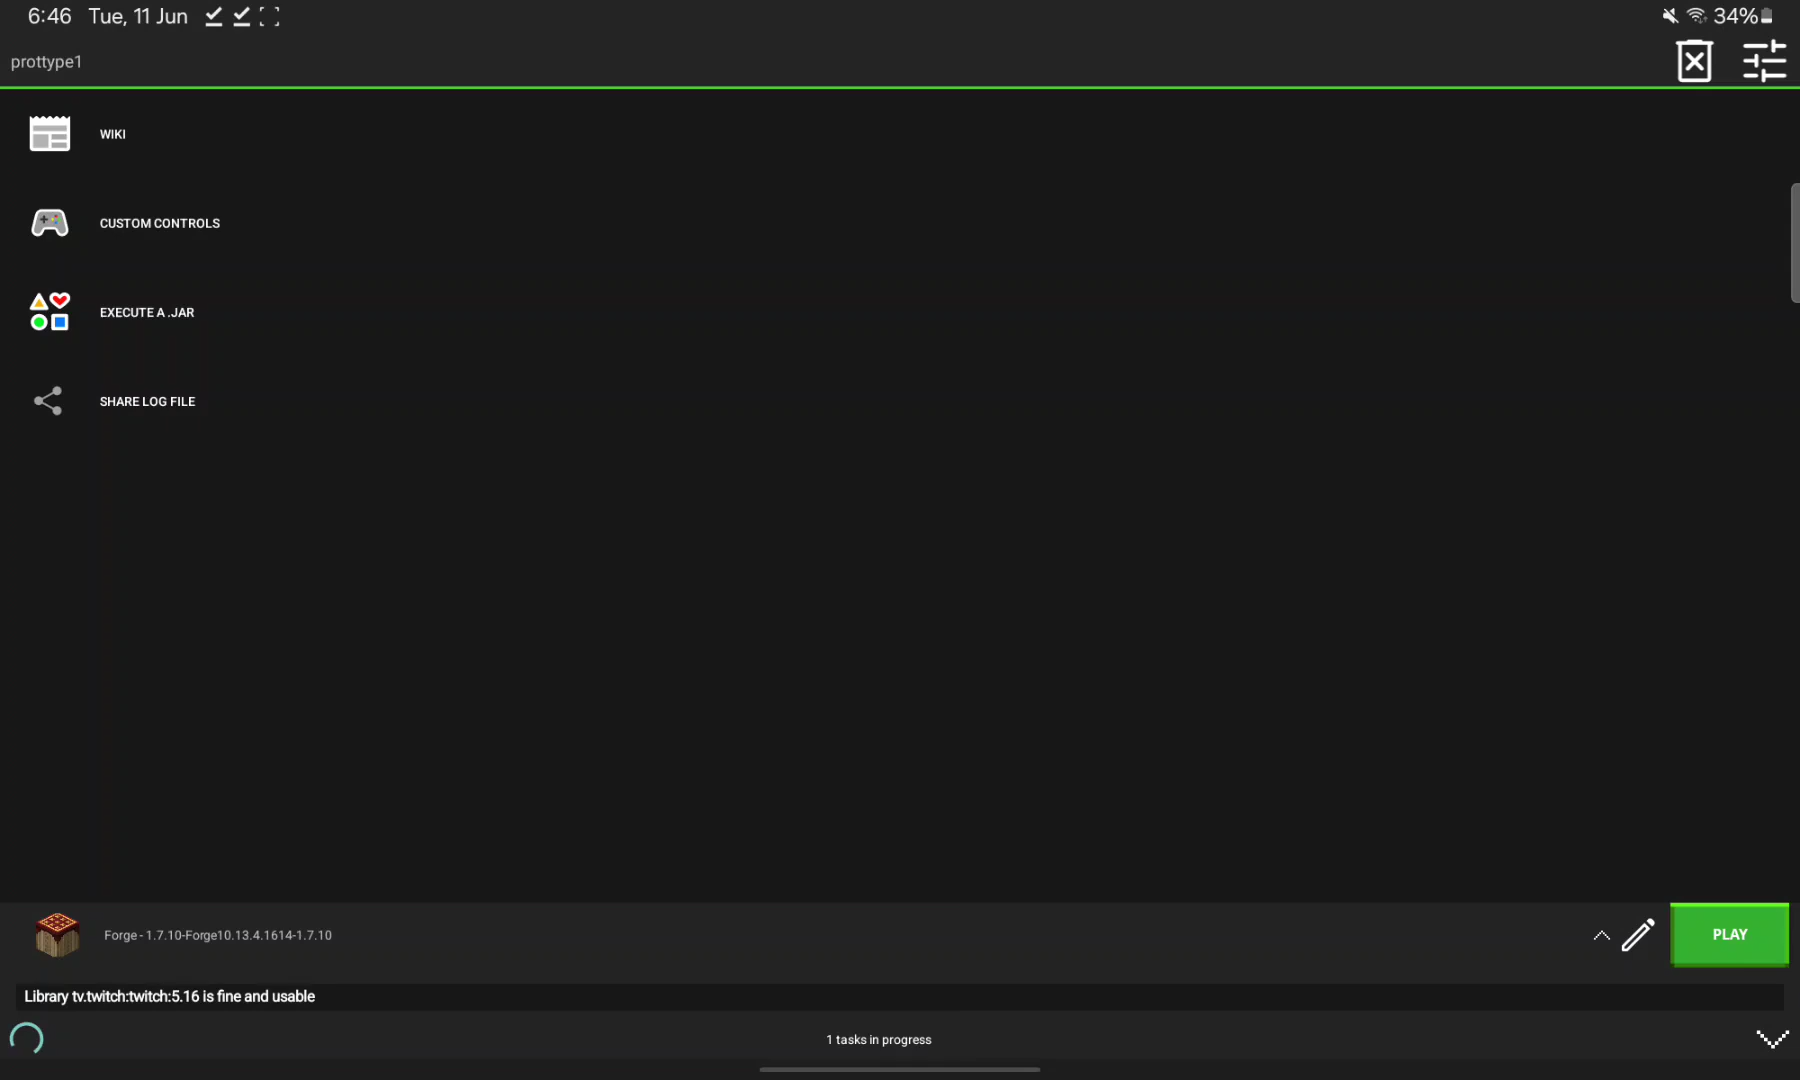 6:46 Tue, 11 Jun 34%
prottype1
WIKI
CUSTOM CONTROLS
EXECUTE A .JAR
SHARE LOG FILE
Forge - 1.7.10-Forge10.13.4.1614-1.7.10
PLAY
Library tv.twitch:twitch:5.16 is fine and usable
1 tasks in progress